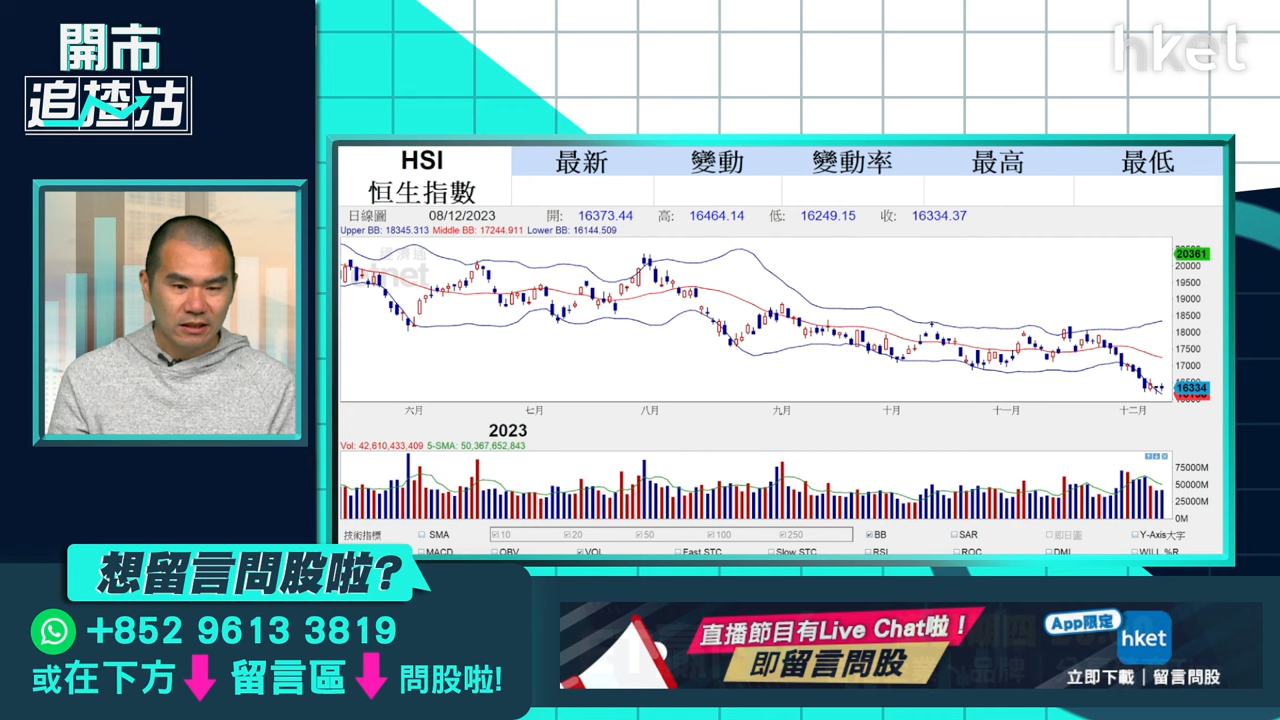 開市
追揸沽
hket
HSI
恒生指數
最新 變動 變動率 最高 最低
日線圖 08/12/2023 開: 16373.44 高: 16464.14 低: 16249.15 收: 16334.37
Upper BB: 18345.313 Middle BB: 17244.911 Lower BB: 16144.509
經濟通
etnet
20361
20000
19500
19000
18500
18000
17500
17000
16334
六月 七月 八月 九月 十月 十一月 十二月
2023
Vol: 42,610,433,409 5-SMA: 50,367,652,843
75000M
50000M
25000M
0M
技術指標 SMA 10 20 50 100 250 BB SAR 即日圖 Y-Axis大字
MACD OBV VOL Fast STC Slow STC RSI ROC DMI WILL %R
想留言問股啦?
+852 9613 3819
或在下方 留言區 問股啦!
直播節目有Live Chat啦！
即留言問股
App限定
hket
立即下載｜留言問股